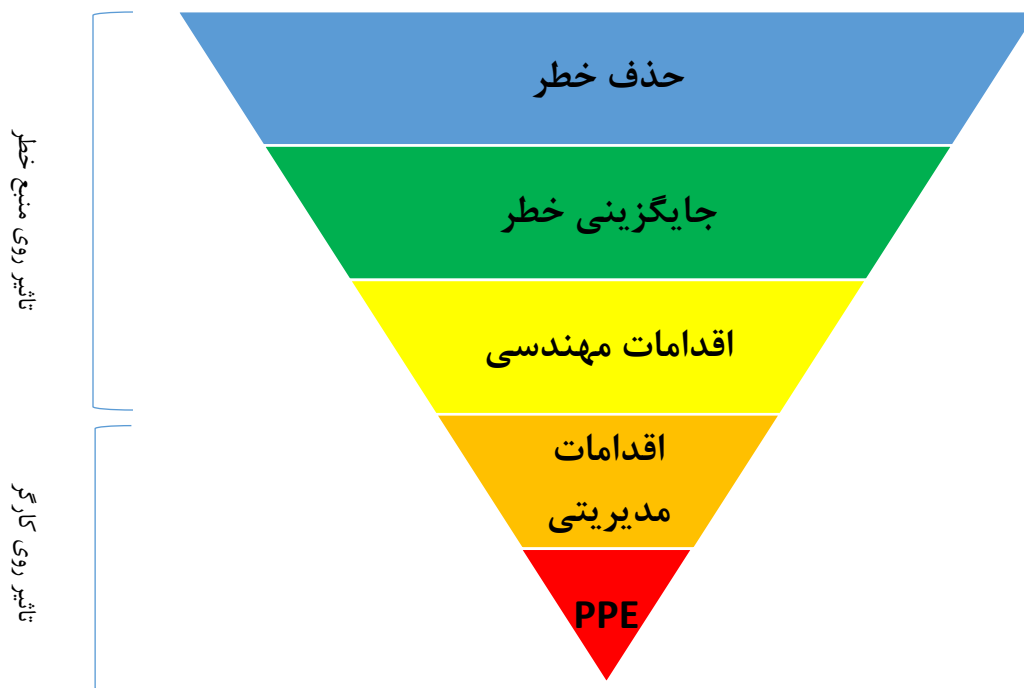 حذف خطر
جایگزینی خطر
اقدامات مهندسی
اقدامات
مدیریتی
PPE
تاثیر روی منبع خطر
تاثیر روی کارگر